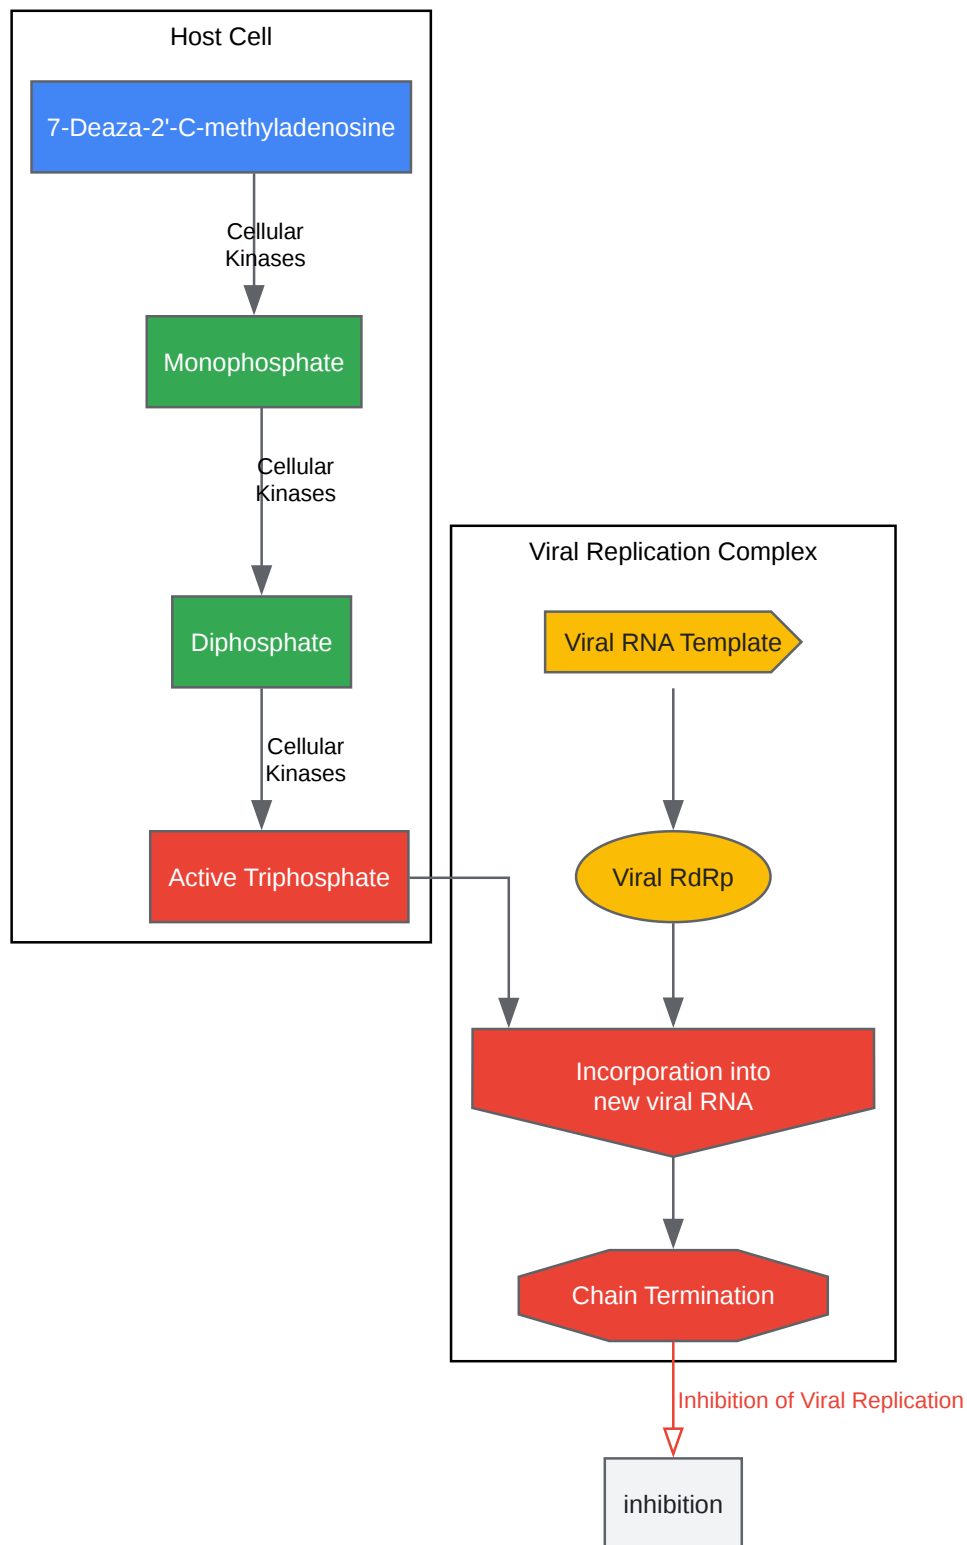 Host Cell
7-Deaza-2'-C-methyladenosine
Cellular
Kinases
Monophosphate
Cellular
Kinases
Diphosphate
Cellular
Kinases
Active Triphosphate
Viral Replication Complex
Viral RNA Template
Viral RdRp
Incorporation into
new viral RNA
Chain Termination
Inhibition of Viral Replication
inhibition